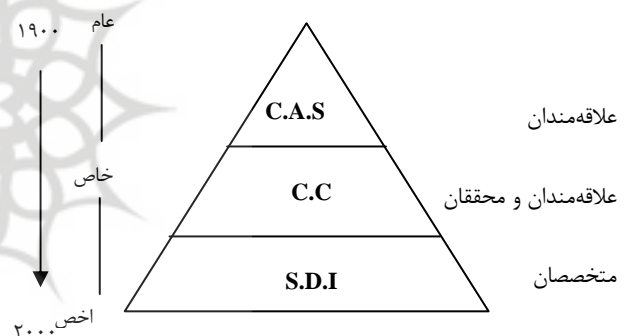 عام
۱۹۰۰
C.A.S
علاقه‌مندان
خاص
C.C
علاقه‌مندان و محققان
S.D.I
متخصصان
اخص
۲۰۰۰